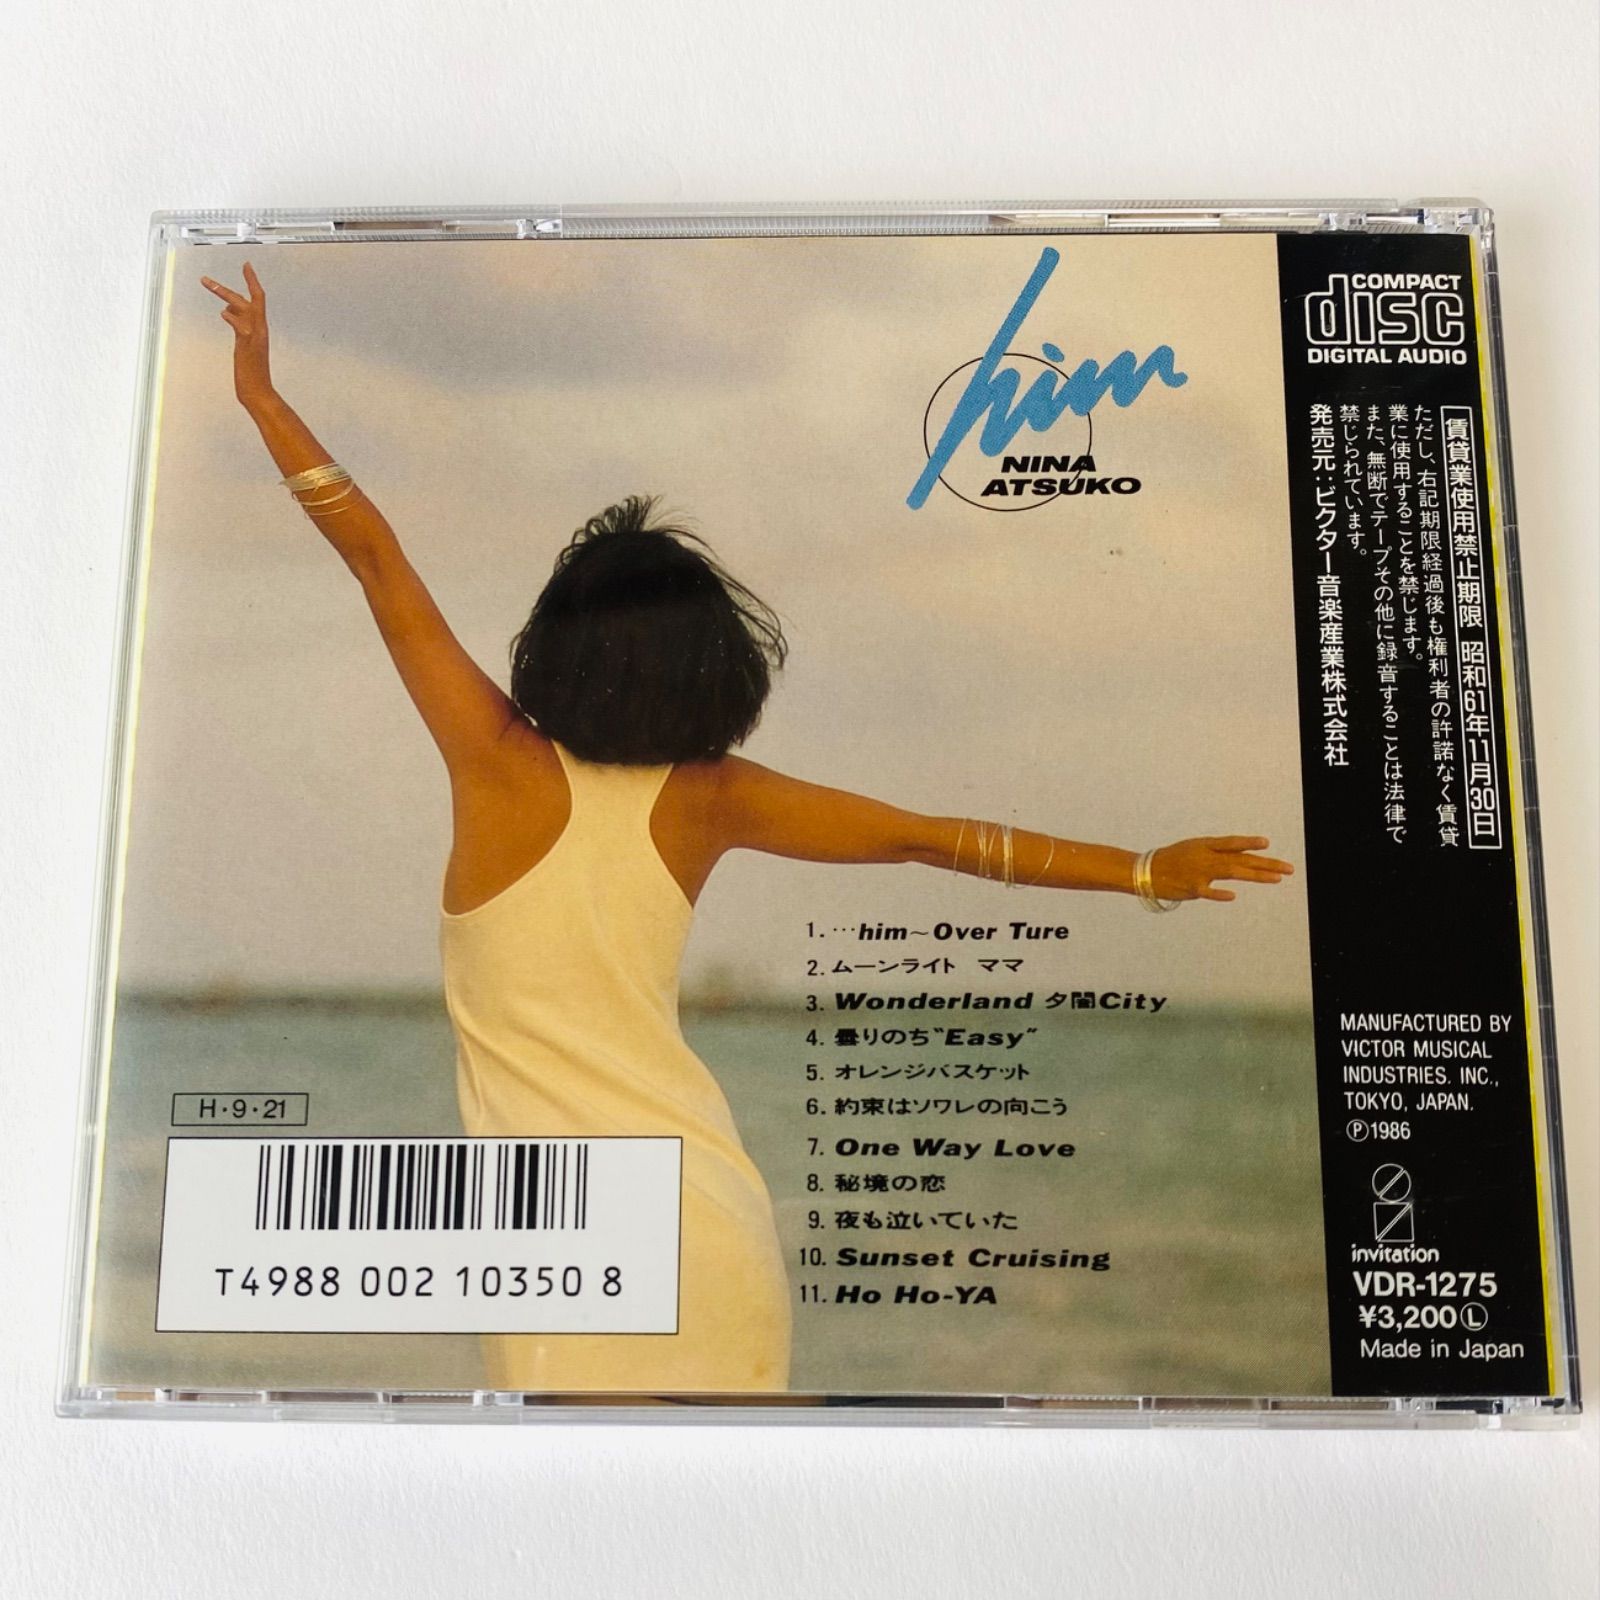 him
NINA
ATSUKO
1. …him~Over Ture
2. ムーンライト ママ
3. Wonderland 夕闇City
4. 曇りのち"Easy"
5. オレンジバスケット
6. 約束はソワレの向こう
7. One Way Love
8. 秘境の恋
9. 夜も泣いていた
10. Sunset Cruising
11. Ho Ho-YA
H・9・21
T4988 002 10350 8
COMPACT
disc
DIGITAL AUDIO
賃貸業使用禁止期限 昭和61年11月30日
ただし、右記期限経過後も権利者の許諾なく賃貸
業に使用することを禁じます。
また、無断でテープその他に録音することは法律で
禁じられています。
発売元:ビクター音楽産業株式会社
MANUFACTURED BY
VICTOR MUSICAL
INDUSTRIES. INC.,
TOKYO, JAPAN.
Ⓟ1986
invitation
VDR-1275
¥3,200Ⓛ
Made in Japan